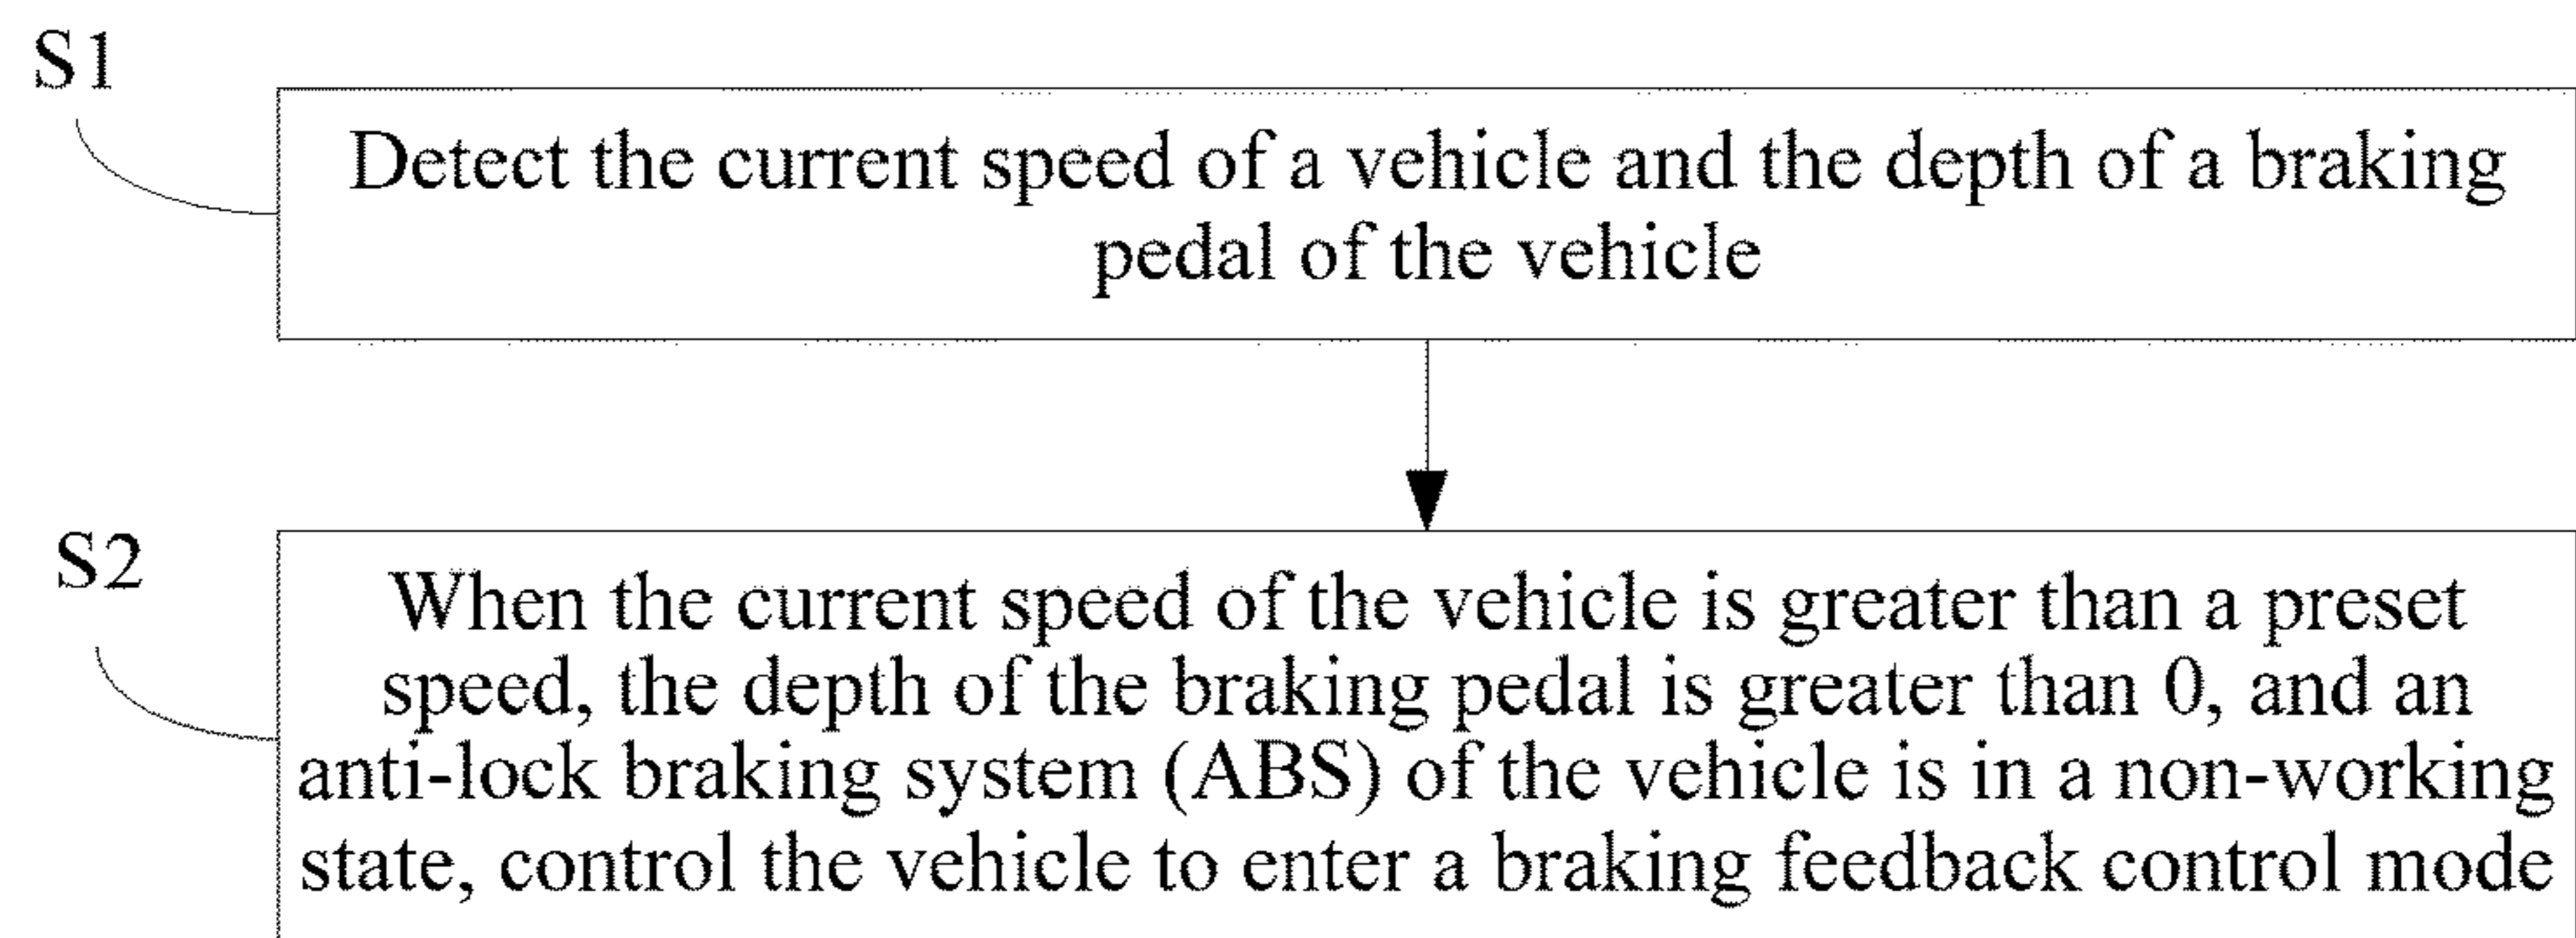 S1
Detect the current speed of a vehicle and the depth of a braking
pedal of the vehicle
S2
When the current speed of the vehicle is greater than a preset
speed, the depth of the braking pedal is greater than 0, and an
anti-lock braking system (ABS) of the vehicle is in a non-working
state, control the vehicle to enter a braking feedback control mode